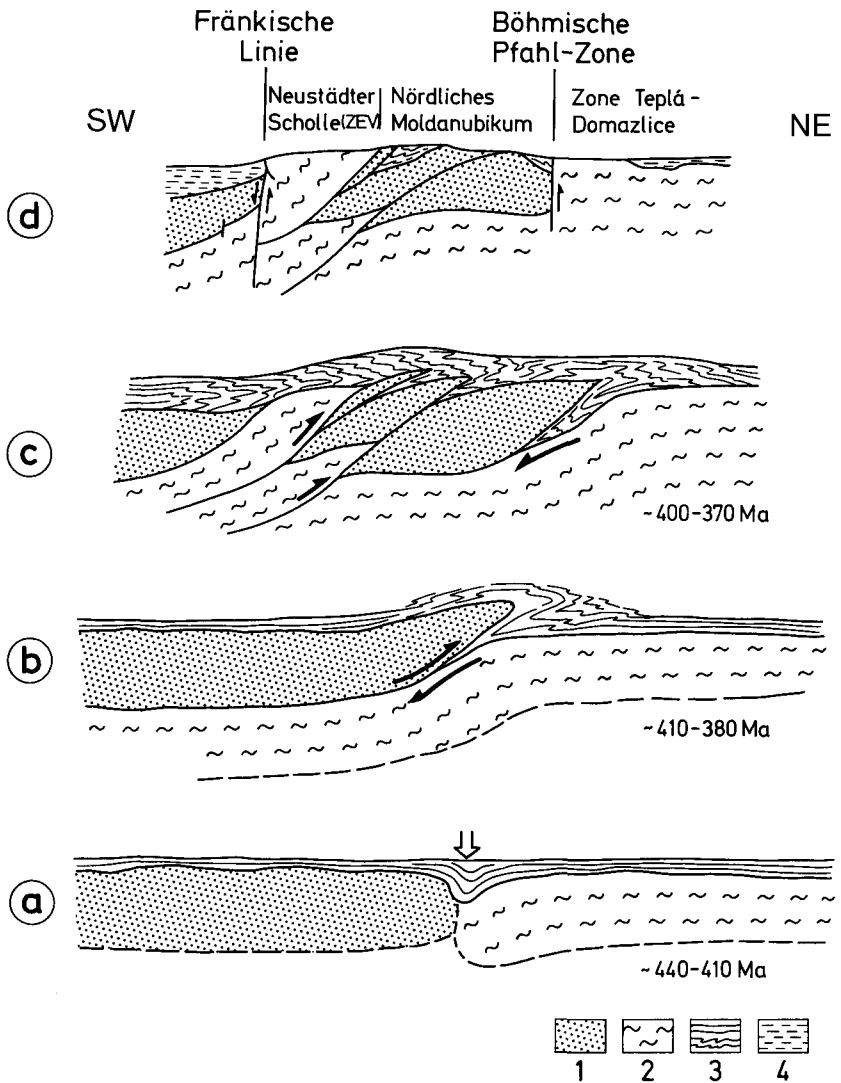 Fränkische
Linie
Böhmische
Pfahl-Zone
SW
Neustädter
Scholle(ZEV)
Nördliches
Moldanubikum
Zone Teplá-
Domazlice
NE
d
c
~400-370 Ma
b
~410-380 Ma
a
~440-410 Ma
1 2 3 4